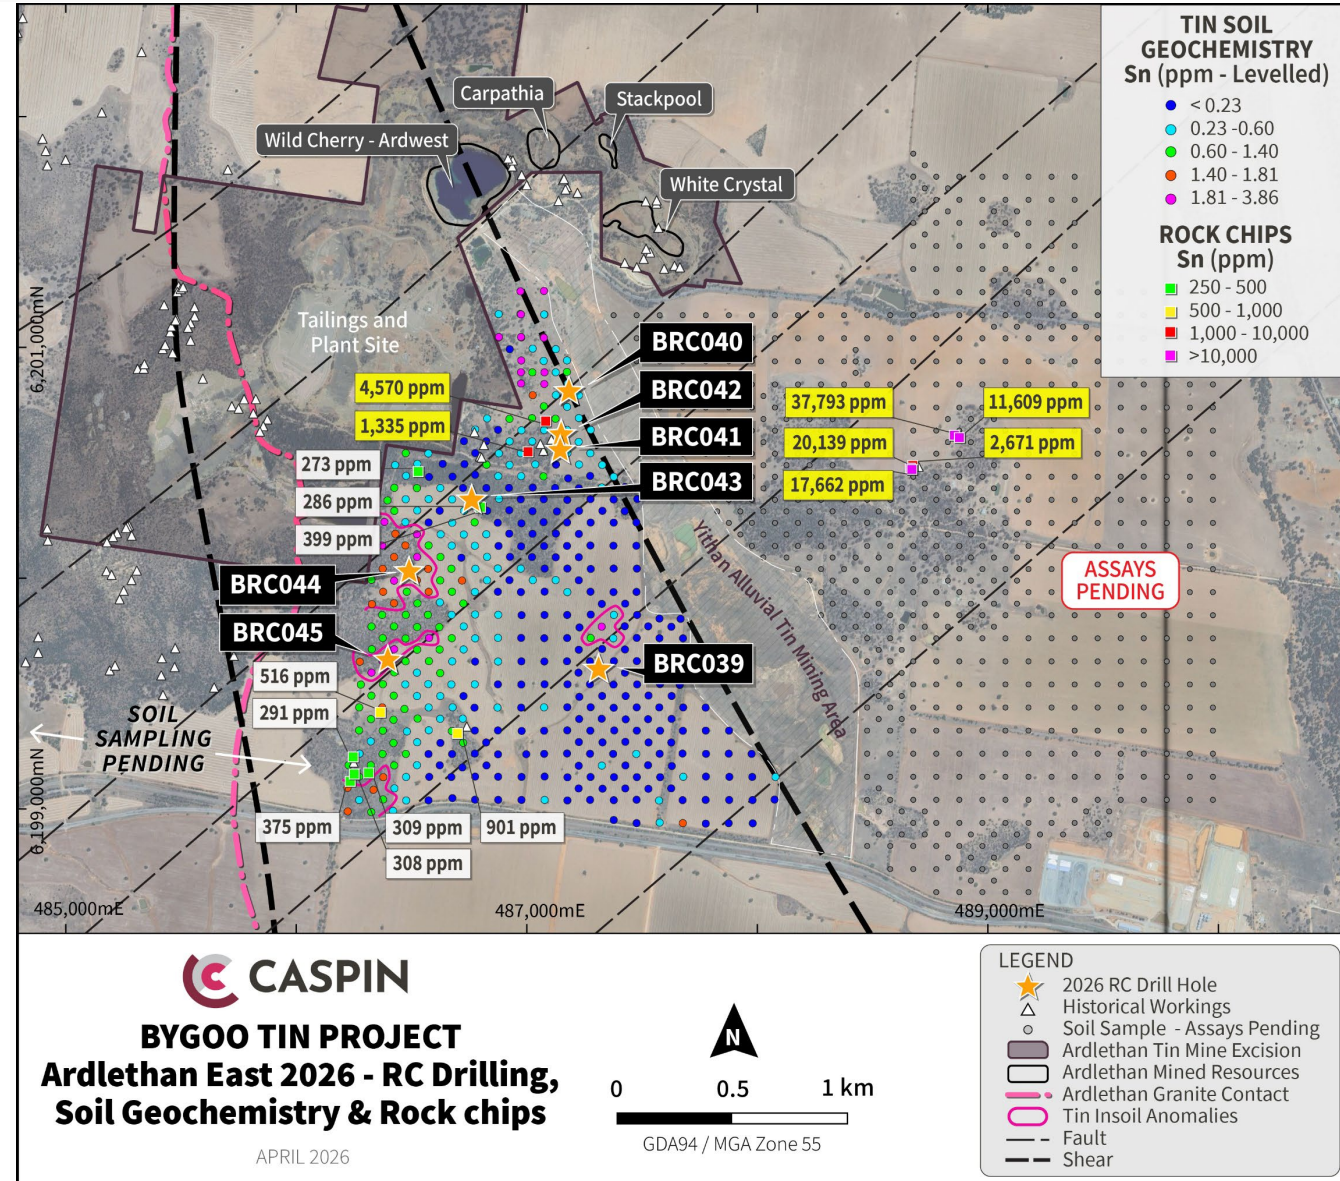 TIN SOIL
GEOCHEMISTRY
Sn (ppm - Levelled)
< 0.23
0.23 -0.60
0.60 - 1.40
1.40 - 1.81
1.81 - 3.86
ROCK CHIPS
Sn (ppm)
250 - 500
500 - 1,000
1,000 - 10,000
>10,000
Carpathia
Stackpool
Wild Cherry - Ardwest
White Crystal
Tailings and
Plant Site
6,201,000mN
BRC040
BRC042
BRC041
BRC043
4,570 ppm
1,335 ppm
273 ppm
286 ppm
399 ppm
37,793 ppm
11,609 ppm
20,139 ppm
2,671 ppm
17,662 ppm
Yithan Alluvial Tin Mining Area
ASSAYS
PENDING
BRC044
BRC045
BRC039
516 ppm
291 ppm
SOIL
SAMPLING
PENDING
6,199,000mN
375 ppm
309 ppm
901 ppm
308 ppm
485,000mE
487,000mE
489,000mE
CASPIN
BYGOO TIN PROJECT
Ardlethan East 2026 - RC Drilling,
Soil Geochemistry & Rock chips
APRIL 2026
N
0 0.5 1 km
GDA94 / MGA Zone 55
LEGEND
2026 RC Drill Hole
Historical Workings
Soil Sample - Assays Pending
Ardlethan Tin Mine Excision
Ardlethan Mined Resources
Ardlethan Granite Contact
Tin Insoil Anomalies
Fault
Shear